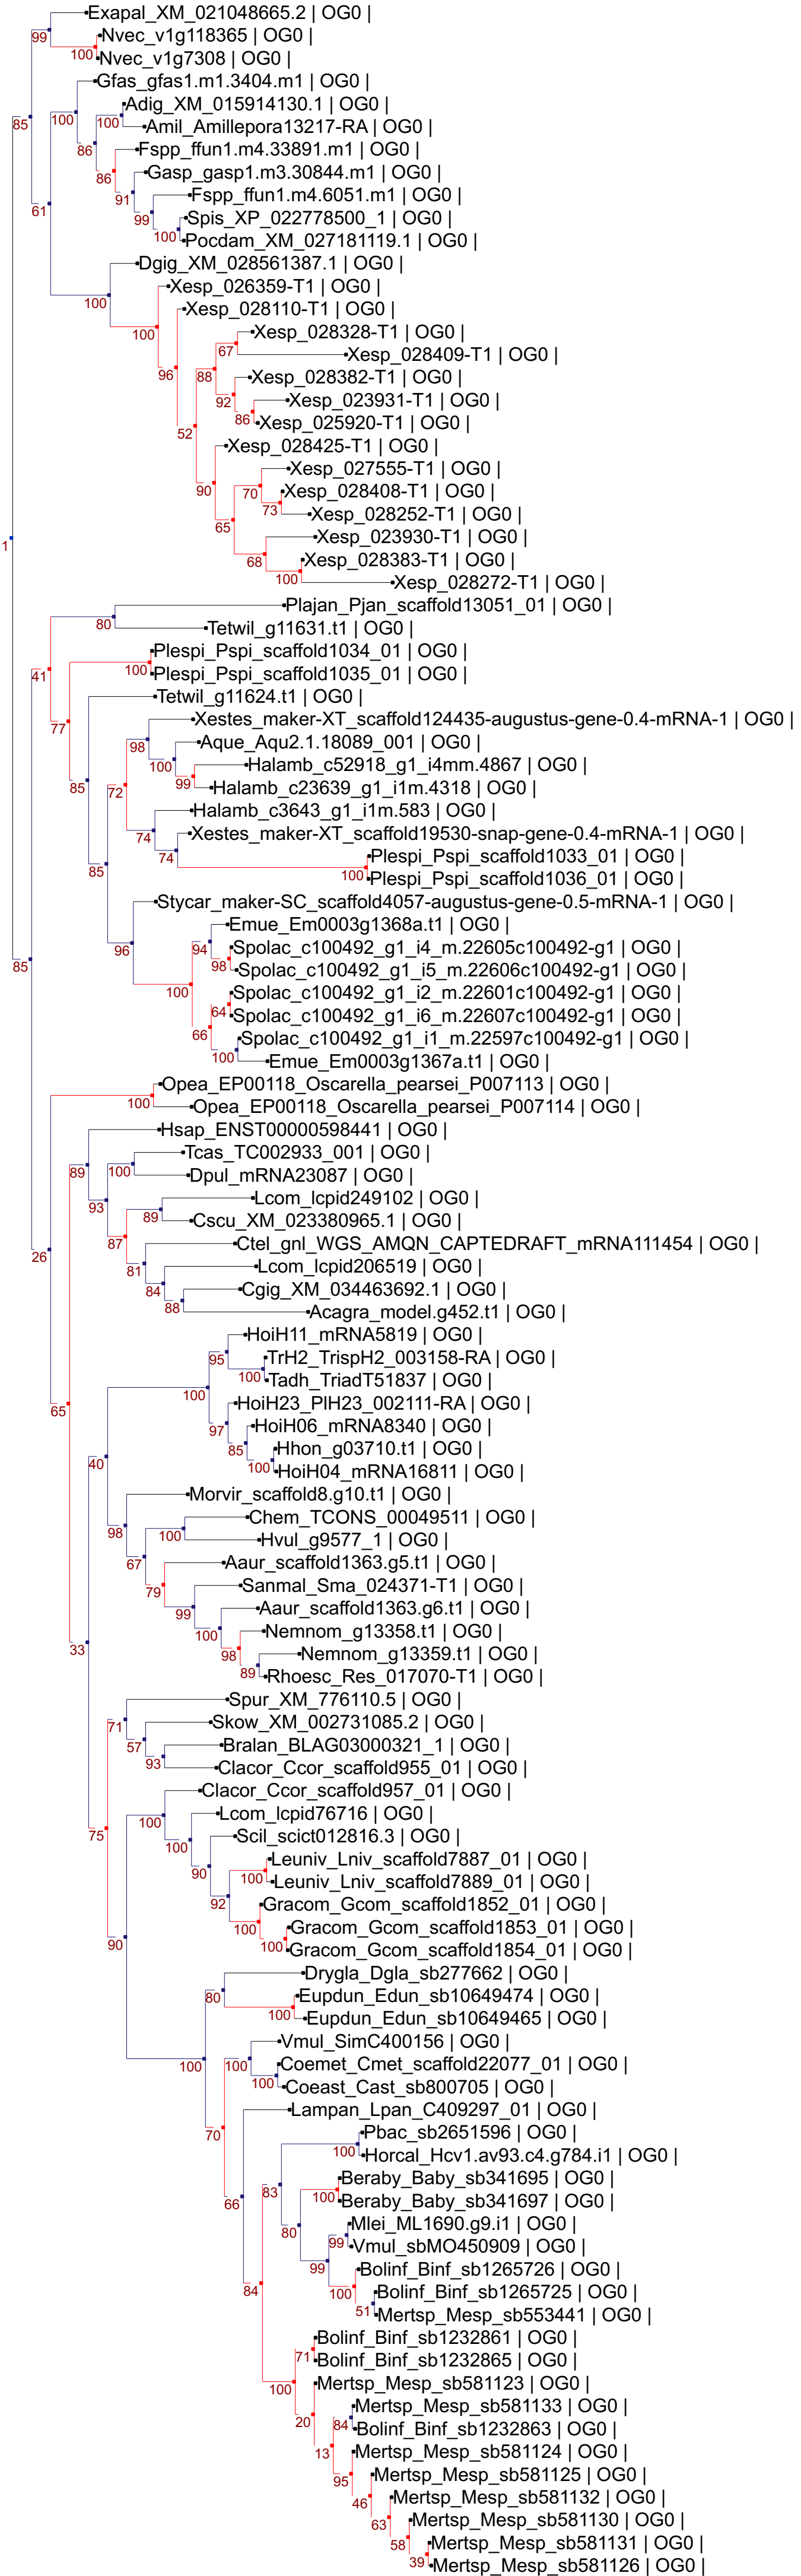 Exapal_XM_021048665.2 | OG0 |
99
Nvec_v1g118365 | OG0 |
100
Nvec_v1g7308 | OG0 |
Gfas_gfas1.m1.3404.m1 | OG0 |
Adig_XM_015914130.1 | OG0 |
85 100 100
Amil_Amillepora13217-RA | OG0 |
86
Fspp_ffun1.m4.33891.m1 | OG0 |
86
Gasp_gasp1.m3.30844.m1 | OG0 |
91
Fspp_ffun1.m4.6051.m1 | OG0 |
61 99
Spis_XP_022778500_1 | OG0 |
100
Pocdam_XM_027181119.1 | OG0 |
Dgig_XM_028561387.1 | OG0 |
Xesp_026359-T1 | OG0 |
100
Xesp_028110-T1 | OG0 |
100
Xesp_028328-T1 | OG0 |
67
Xesp_028409-T1 | OG0 |
96 88
Xesp_028382-T1 | OG0 |
92
Xesp_023931-T1 | OG0 |
86
Xesp_025920-T1 | OG0 |
52
Xesp_028425-T1 | OG0 |
Xesp_027555-T1 | OG0 |
90 70
Xesp_028408-T1 | OG0 |
73
Xesp_028252-T1 | OG0 |
65
Xesp_023930-T1 | OG0 |
1
Xesp_028383-T1 | OG0 |
68
100
Xesp_028272-T1 | OG0 |
Plajan_Pjan_scaffold13051_01 | OG0 |
80
Tetwil_g11631.t1 | OG0 |
Plespi_Pspi_scaffold1034_01 | OG0 |
100
Plespi_Pspi_scaffold1035_01 | OG0 |
41
Tetwil_g11624.t1 | OG0 |
Xestes_maker-XT_scaffold124435-augustus-gene-0.4-mRNA-1 | OG0 |
77
Aque_Aqu2.1.18089_001 | OG0 |
98
Halamb_c52918_g1_i4mm.4867 | OG0 |
100
99
Halamb_c23639_g1_i1m.4318 | OG0 |
85 72
Halamb_c3643_g1_i1m.583 | OG0 |
Xestes_maker-XT_scaffold19530-snap-gene-0.4-mRNA-1 | OG0 |
74
Plespi_Pspi_scaffold1033_01 | OG0 |
74
85 100
Plespi_Pspi_scaffold1036_01 | OG0 |
Stycar_maker-SC_scaffold4057-augustus-gene-0.5-mRNA-1 | OG0 |
Emue_Em0003g1368a.t1 | OG0 |
Spolac_c100492_g1_i4_m.22605c100492-g1 | OG0 |
96 94
98
Spolac_c100492_g1_i5_m.22606c100492-g1 | OG0 |
85
Spolac_c100492_g1_i2_m.22601c100492-g1 | OG0 |
100
64
Spolac_c100492_g1_i6_m.22607c100492-g1 | OG0 |
66
Spolac_c100492_g1_i1_m.22597c100492-g1 | OG0 |
100
Emue_Em0003g1367a.t1 | OG0 |
Opea_EP00118_Oscarella_pearsei_P007113 | OG0 |
100
Opea_EP00118_Oscarella_pearsei_P007114 | OG0 |
Hsap_ENST00000598441 | OG0 |
Tcas_TC002933_001 | OG0 |
89 100
Dpul_mRNA23087 | OG0 |
Lcom_lcpid249102 | OG0 |
93
89
Cscu_XM_023380965.1 | OG0 |
Ctel_gnl_WGS_AMQN_CAPTEDRAFT_mRNA111454 | OG0 |
87
26
Lcom_lcpid206519 | OG0 |
81
Cgig_XM_034463692.1 | OG0 |
84
88
Acagra_model.g452.t1 | OG0 |
HoiH11_mRNA5819 | OG0 |
TrH2_TrispH2_003158-RA | OG0 |
95
100
Tadh_TriadT51837 | OG0 |
100
HoiH23_PlH23_002111-RA | OG0 |
65
HoiH06_mRNA8340 | OG0 |
97
Hhon_g03710.t1 | OG0 |
85
40 100
HoiH04_mRNA16811 | OG0 |
Morvir_scaffold8.g10.t1 | OG0 |
Chem_TCONS_00049511 | OG0 |
98 100
Hvul_g9577_1 | OG0 |
Aaur_scaffold1363.g5.t1 | OG0 |
67
Sanmal_Sma_024371-T1 | OG0 |
79
Aaur_scaffold1363.g6.t1 | OG0 |
99
Nemnom_g13358.t1 | OG0 |
100
33
Nemnom_g13359.t1 | OG0 |
98
89
Rhoesc_Res_017070-T1 | OG0 |
Spur_XM_776110.5 | OG0 |
Skow_XM_002731085.2 | OG0 |
71
Bralan_BLAG03000321_1 | OG0 |
57
93
Clacor_Ccor_scaffold955_01 | OG0 |
Clacor_Ccor_scaffold957_01 | OG0 |
Lcom_lcpid76716 | OG0 |
100
75
Scil_scict012816.3 | OG0 |
100
Leuniv_Lniv_scaffold7887_01 | OG0 |
90 100
Leuniv_Lniv_scaffold7889_01 | OG0 |
92
Gracom_Gcom_scaffold1852_01 | OG0 |
Gracom_Gcom_scaffold1853_01 | OG0 |
100
90 100
Gracom_Gcom_scaffold1854_01 | OG0 |
Drygla_Dgla_sb277662 | OG0 |
80
Eupdun_Edun_sb10649474 | OG0 |
100
Eupdun_Edun_sb10649465 | OG0 |
Vmul_SimC400156 | OG0 |
Coemet_Cmet_scaffold22077_01 | OG0 |
100 100
100
Coeast_Cast_sb800705 | OG0 |
Lampan_Lpan_C409297_01 | OG0 |
Pbac_sb2651596 | OG0 |
70
100
Horcal_Hcv1.av93.c4.g784.i1 | OG0 |
Beraby_Baby_sb341695 | OG0 |
83 100
Beraby_Baby_sb341697 | OG0 |
66
Mlei_ML1690.g9.i1 | OG0 |
80 99
Vmul_sbMO450909 | OG0 |
99
Bolinf_Binf_sb1265726 | OG0 |
84
Bolinf_Binf_sb1265725 | OG0 |
100
51
Mertsp_Mesp_sb553441 | OG0 |
Bolinf_Binf_sb1232861 | OG0 |
71
Bolinf_Binf_sb1232865 | OG0 |
Mertsp_Mesp_sb581123 | OG0 |
100
Mertsp_Mesp_sb581133 | OG0 |
20 84
Bolinf_Binf_sb1232863 | OG0 |
13
Mertsp_Mesp_sb581124 | OG0 |
Mertsp_Mesp_sb581125 | OG0 |
95
Mertsp_Mesp_sb581132 | OG0 |
46
Mertsp_Mesp_sb581130 | OG0 |
63
Mertsp_Mesp_sb581131 | OG0 |
58
39
Mertsp_Mesp_sb581126 | OG0 |